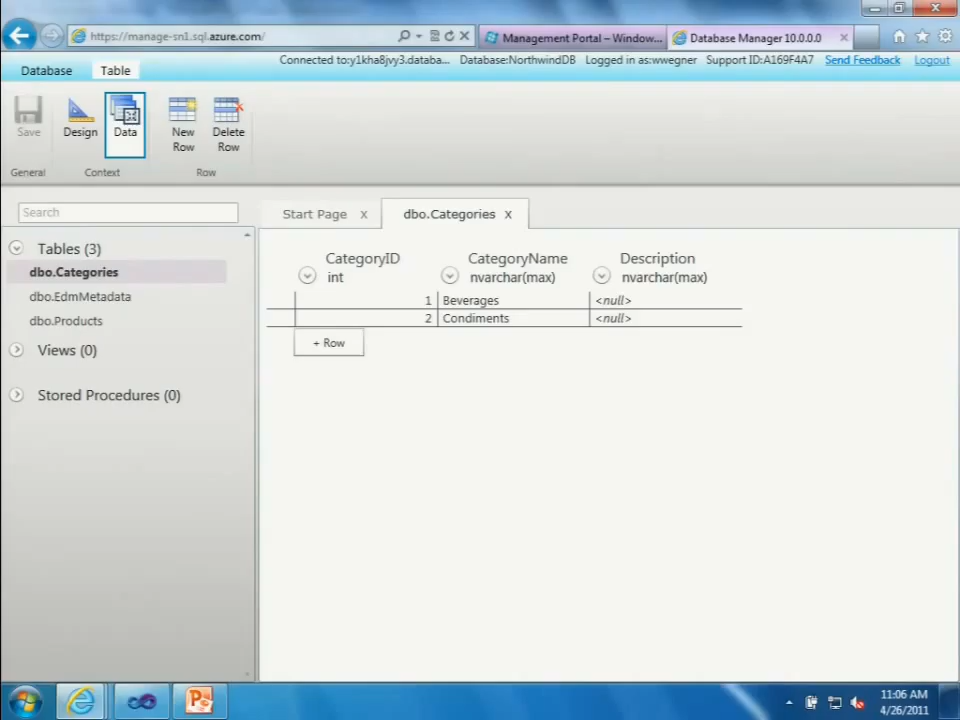 https://manage-sn1.sql.azure.com/
Management Portal – Window...
Database Manager 10.0.0.0
Database
Table
Connected to:y1kha8jvy3.databa...
Database:NorthwindDB
Logged in as:wwegner
Support ID:A169F4A7
Send Feedback
Logout
Save
Design
Data
New
Row
Delete
Row
General
Context
Row
Search
Start Page x
dbo.Categories x
Tables (3)
dbo.Categories
dbo.EdmMetadata
dbo.Products
Views (0)
Stored Procedures (0)
CategoryID
int
CategoryName
nvarchar(max)
Description
nvarchar(max)
1 Beverages <null>
2 Condiments <null>
+ Row
11:06 AM
4/26/2011